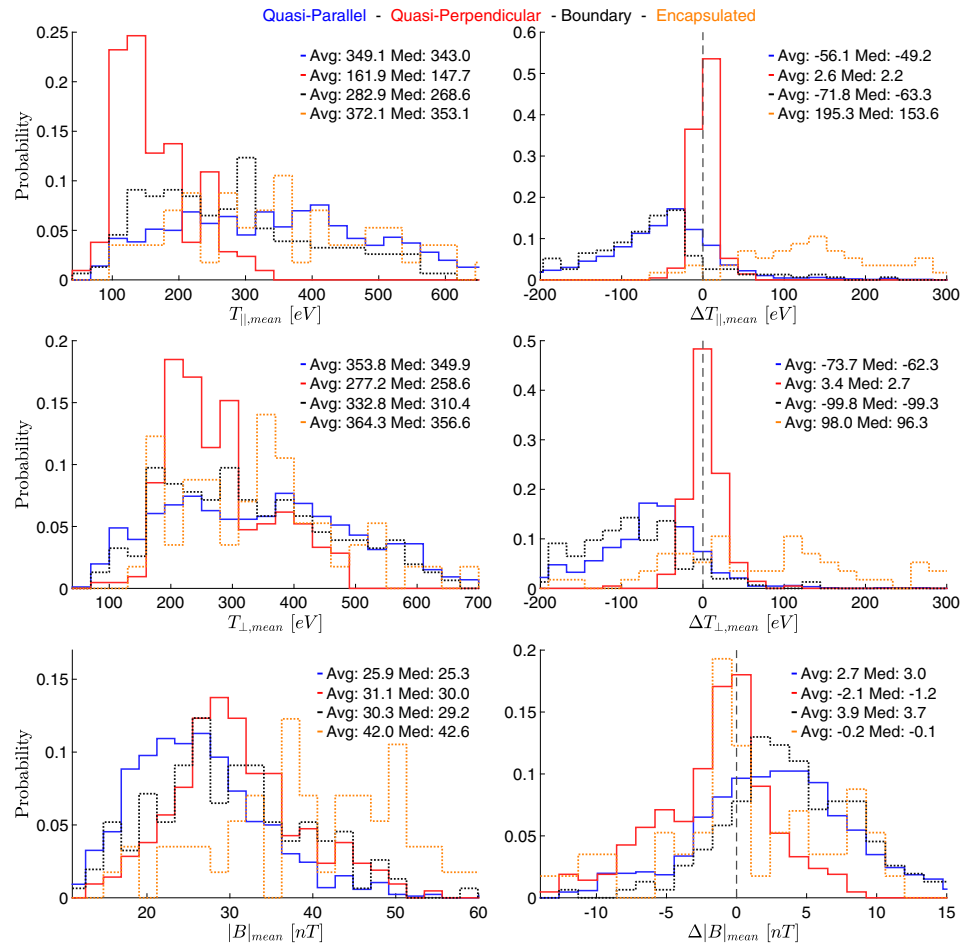 Quasi-Parallel - Quasi-Perpendicular - Boundary - Encapsulated
0.25
0.2
0.15
0.1
0.05
0
Probability
Avg: 349.1 Med: 343.0
Avg: 161.9 Med: 147.7
Avg: 282.9 Med: 268.6
Avg: 372.1 Med: 353.1
100 200 300 400 500 600
T||,mean [eV]
0.6
0.5
0.4
0.3
0.2
0.1
0
Avg: -56.1 Med: -49.2
Avg: 2.6 Med: 2.2
Avg: -71.8 Med: -63.3
Avg: 195.3 Med: 153.6
-200 -100 0 100 200 300
ΔT||,mean [eV]
0.2
0.15
0.1
0.05
0
Probability
Avg: 353.8 Med: 349.9
Avg: 277.2 Med: 258.6
Avg: 332.8 Med: 310.4
Avg: 364.3 Med: 356.6
100 200 300 400 500 600 700
T⊥,mean [eV]
0.5
0.4
0.3
0.2
0.1
0
Avg: -73.7 Med: -62.3
Avg: 3.4 Med: 2.7
Avg: -99.8 Med: -99.3
Avg: 98.0 Med: 96.3
-200 -100 0 100 200 300
ΔT⊥,mean [eV]
0.15
0.1
0.05
0
Probability
Avg: 25.9 Med: 25.3
Avg: 31.1 Med: 30.0
Avg: 30.3 Med: 29.2
Avg: 42.0 Med: 42.6
20 30 40 50 60
|B|mean [nT]
0.2
0.15
0.1
0.05
0
Avg: 2.7 Med: 3.0
Avg: -2.1 Med: -1.2
Avg: 3.9 Med: 3.7
Avg: -0.2 Med: -0.1
-10 -5 0 5 10 15
Δ|B|mean [nT]